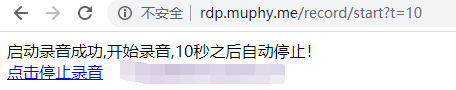 不安全 | rdp.muphy.me/record/start?t=10
启动录音成功,开始录音,10秒之后自动停止!
点击停止录音